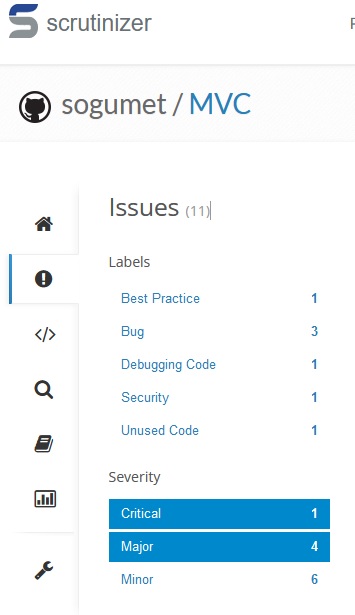 scrutinizer
sogumet / MVC
Issues (11)
Labels
Best Practice 1
Bug 3
Debugging Code 1
Security 1
Unused Code 1
Severity
Critical 1
Major 4
Minor 6